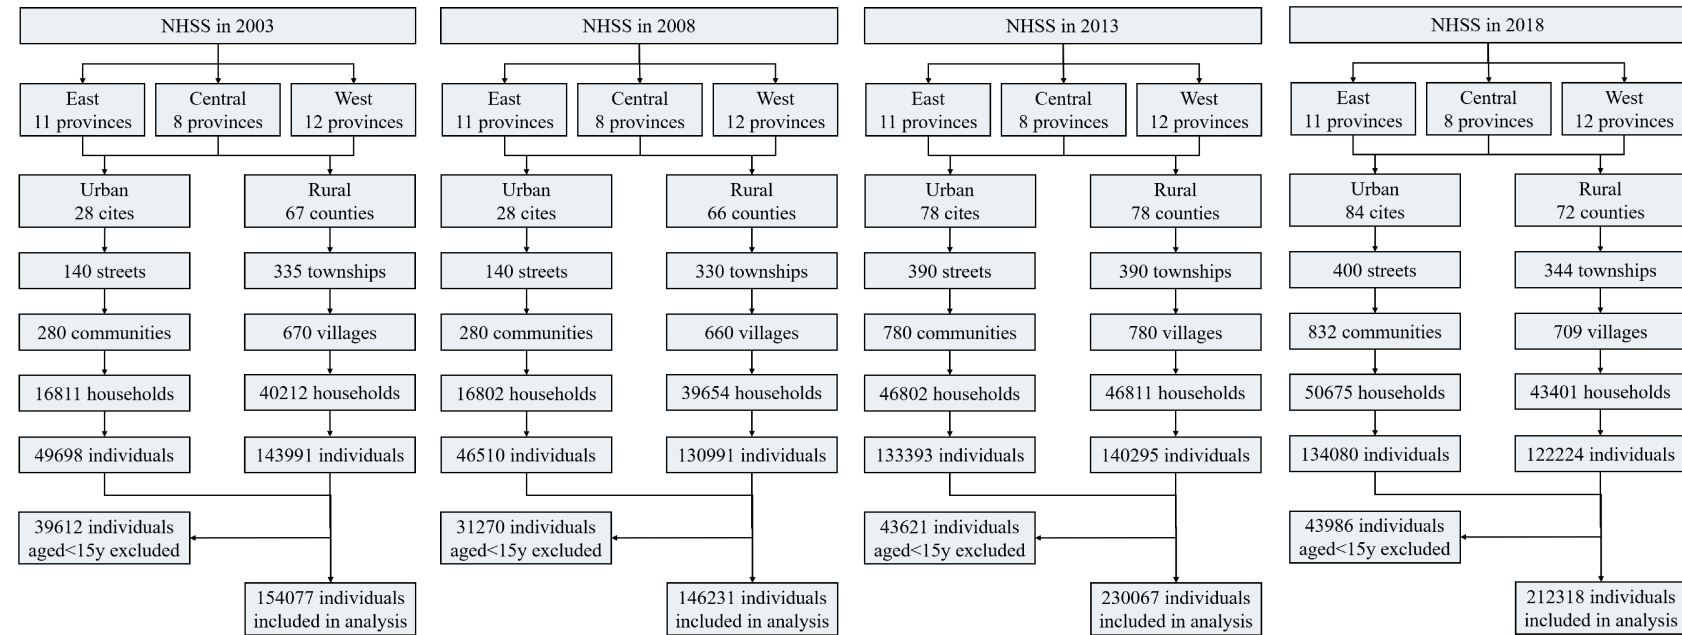 NHSS in 2003
East
11 provinces
Central
8 provinces
West
12 provinces
Urban
28 cites
Rural
67 counties
140 streets
335 townships
280 communities
670 villages
16811 households
40212 households
49698 individuals
143991 individuals
39612 individuals
aged<15y excluded
154077 individuals
included in analysis
NHSS in 2008
East
11 provinces
Central
8 provinces
West
12 provinces
Urban
28 cites
Rural
66 counties
140 streets
330 townships
280 communities
660 villages
16802 households
39654 households
46510 individuals
130991 individuals
31270 individuals
aged<15y excluded
146231 individuals
included in analysis
NHSS in 2013
East
11 provinces
Central
8 provinces
West
12 provinces
Urban
78 cites
Rural
78 counties
390 streets
390 townships
780 communities
780 villages
46802 households
46811 households
133393 individuals
140295 individuals
43621 individuals
aged<15y excluded
230067 individuals
included in analysis
NHSS in 2018
East
11 provinces
Central
8 provinces
West
12 provinces
Urban
84 cites
Rural
72 counties
400 streets
344 townships
832 communities
709 villages
50675 households
43401 households
134080 individuals
122224 individuals
43986 individuals
aged<15y excluded
212318 individuals
included in analysis